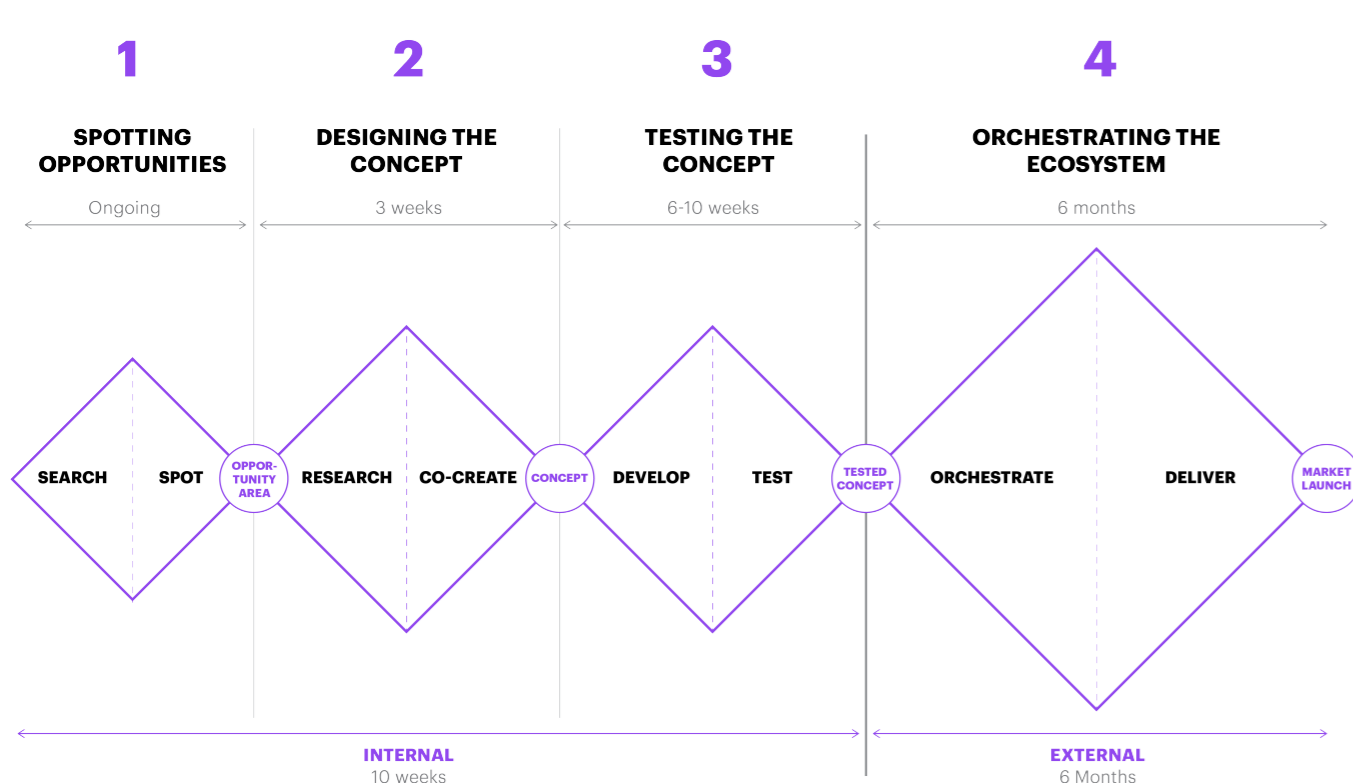 1
2
3
4
SPOTTING
OPPORTUNITIES
DESIGNING THE
CONCEPT
TESTING THE
CONCEPT
ORCHESTRATING THE
ECOSYSTEM
Ongoing
3 weeks
6-10 weeks
6 months
SEARCH
SPOT
OPPOR-
TUNITY
AREA
RESEARCH
CO-CREATE
CONCEPT
DEVELOP
TEST
TESTED
CONCEPT
ORCHESTRATE
DELIVER
MARKET
LAUNCH
INTERNAL
10 weeks
EXTERNAL
6 Months